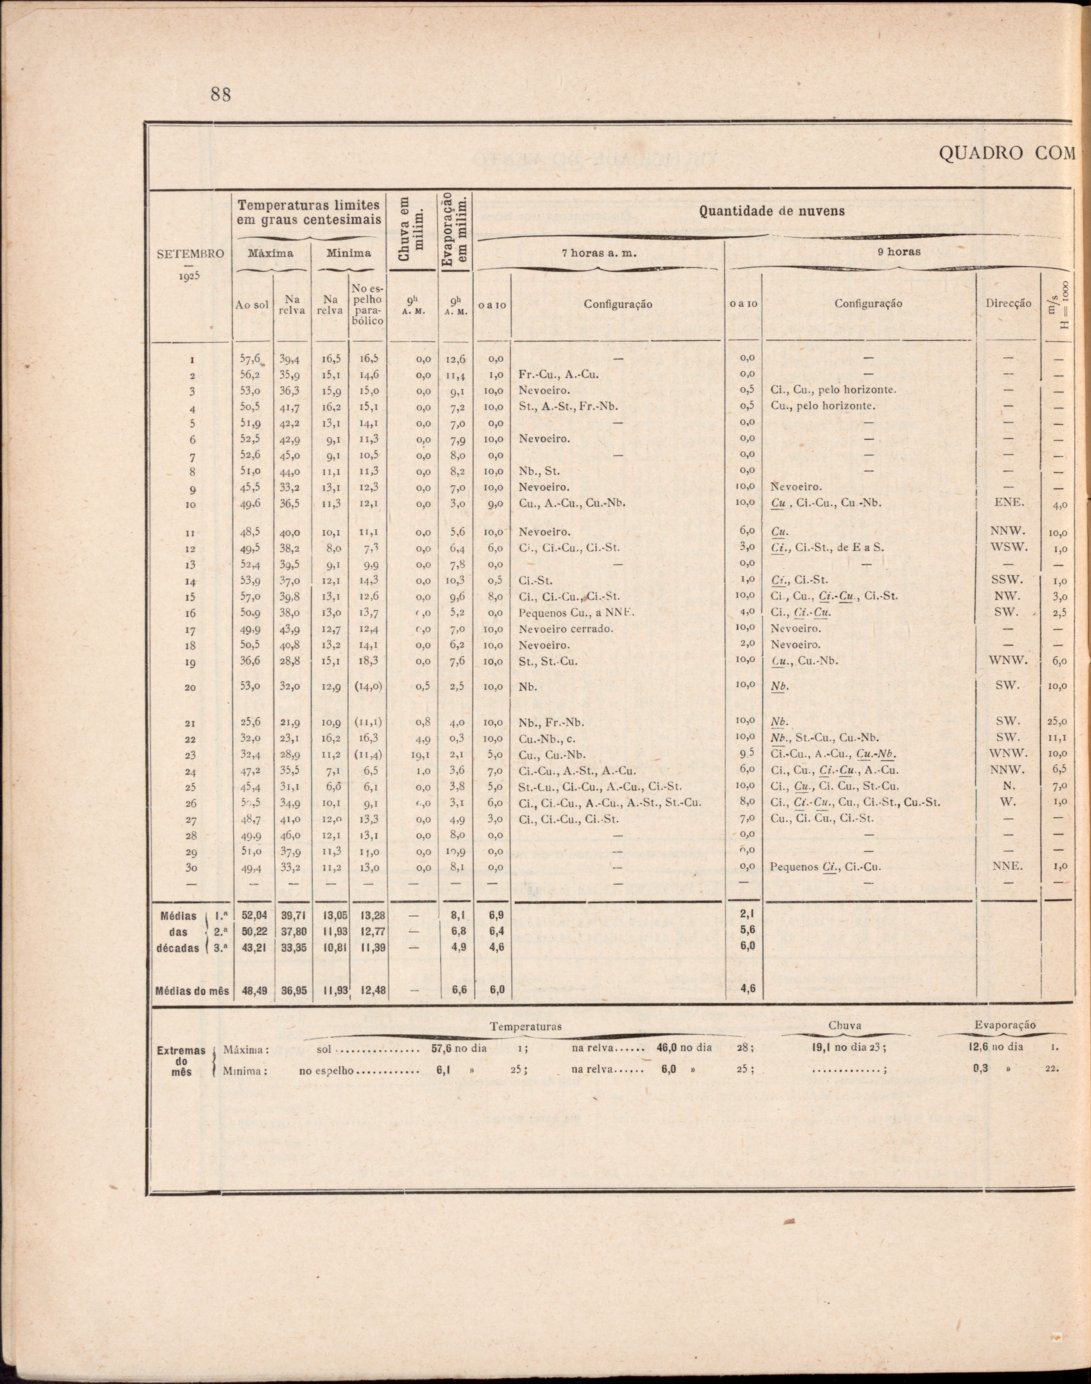 88
QUADRO COM
SETEMBRO — 1925
Temperaturas limites em graus centesimais
Chuva em milim.
Evaporação em milim.
Quantidade de nuvens
Máxima Mínima
7 horas a. m. 9 horas
Ao sol Na relva Na relva No espelho parabólico 9h A. M. 9h A. M. 0 a 10 Configuração 0 a 10 Configuração Direcção m/s H = 1000
1 57,6 39,4 16,5 16,5 0,0 12,6 0,0 — 0,0 — — —
2 56,2 35,9 15,1 14,6 0,0 11,4 1,0 Fr.-Cu., A.-Cu. 0,0 — — —
3 53,0 36,3 15,9 15,0 0,0 9,1 10,0 Nevoeiro. 0,5 Ci., Cu., pelo horizonte. — —
4 50,5 41,7 16,2 15,1 0,0 7,2 10,0 St., A.-St., Fr.-Nb. 0,5 Cu., pelo horizonte. — —
5 51,9 42,2 13,1 14,1 0,0 7,0 0,0 — 0,0 — — —
6 52,5 42,9 9,1 11,3 0,0 7,9 10,0 Nevoeiro. 0,0 — — —
7 52,6 45,0 9,1 10,5 0,0 8,0 0,0 — 0,0 — — —
8 51,0 44,0 11,1 11,3 0,0 8,2 10,0 Nb., St. 0,0 — — —
9 45,5 33,2 13,1 12,3 0,0 7,0 10,0 Nevoeiro. 10,0 Nevoeiro. — —
10 49,6 36,5 11,3 12,1 0,0 3,0 9,0 Cu., A.-Cu., Cu.-Nb. 10,0 Cu , Ci.-Cu., Cu -Nb. ENE. 4,0
11 48,5 40,0 10,1 11,1 0,0 5,6 10,0 Nevoeiro. 6,0 Cu. NNW. 10,0
12 49,5 38,2 8,0 7,3 0,0 6,4 6,0 Ci., Ci.-Cu., Ci.-St. 3,0 Ci., Ci.-St., de E a S. WSW. 1,0
13 52,4 39,5 9,1 9,9 0,0 7,8 0,0 — 0,0 — —
14 53,9 37,0 12,1 14,3 0,0 10,3 0,5 Ci.-St. 1,0 Ci., Ci.-St. SSW. 1,0
15 57,0 39,8 13,1 12,6 0,0 9,6 8,0 Ci., Ci.-Cu., Ci.-St. 10,0 Ci., Cu., Ci.-Cu., Ci.-St. NW. 3,0
16 50,9 38,0 13,0 13,7 ,0 5,2 0,0 Pequenos Cu., a NNE. 4,0 Ci., Ci.-Cu. SW. 2,5
17 49,9 43,9 12,7 12,4 ,0 7,0 10,0 Nevoeiro cerrado. 10,0 Nevoeiro. — —
18 50,5 40,8 13,2 14,1 0,0 6,2 10,0 Nevoeiro. 2,0 Nevoeiro. — —
19 36,6 28,8 15,1 18,3 0,0 7,6 10,0 St., St.-Cu. 10,0 Cu., Cu.-Nb. WNW. 6,0
20 53,0 32,0 12,9 (14,0) 0,5 2,5 10,0 Nb. 10,0 Nb. SW. 10,0
21 25,6 21,9 10,9 (11,1) 0,8 4,0 10,0 Nb., Fr.-Nb. 10,0 Nb. SW. 25,0
22 32,0 23,1 16,2 16,3 4,9 0,3 10,0 Cu.-Nb., c. 10,0 Nb., St.-Cu., Cu.-Nb. SW. 11,1
23 32,4 28,9 11,2 (11,4) 19,1 2,1 5,0 Cu., Cu.-Nb. 9 5 Ci.-Cu., A.-Cu., Cu.-Nb. WNW. 10,0
24 47,2 35,5 7,1 6,5 1,0 3,6 7,0 Ci.-Cu., A.-St., A.-Cu. 6,0 Ci., Cu., Ci.-Cu., A.-Cu. NNW. 6,5
25 45,4 31,1 6,0 6,1 0,0 3,8 5,0 St.-Cu., Ci.-Cu., A.-Cu., Ci.-St. 10,0 Ci., Cu., Ci. Cu., St.-Cu. N. 7,0
26 5 ,5 34,9 10,1 9,1 ,0 3,1 6,0 Ci., Ci.-Cu., A.-Cu., A.-St., St.-Cu. 8,0 Ci., Ci.-Cu., Cu., Ci.-St., Cu.-St. W. 1,0
27 48,7 41,0 12,0 13,3 0,0 4,9 3,0 Ci., Ci.-Cu., Ci.-St. 7,0 Cu., Ci. Cu., Ci.-St. — —
28 49,9 46,0 12,1 13,1 0,0 8,0 0,0 — 0,0 — — —
29 51,0 37,9 11,3 11,0 0,0 10,9 0,0 — 0,0 — — —
30 49,4 33,2 11,2 13,0 0,0 8,1 0,0 — 0,0 Pequenos Ci., Ci.-Cu. NNE. 1,0
— — — — — — — — — — — — —
Médias 1.ª 52,04 39,71 13,05 13,28 — 8,1 6,9 2,1
das 2.ª 50,22 37,80 11,93 12,77 — 6,8 6,4 5,6
décadas 3.ª 43,21 33,35 10,81 11,39 — 4,9 4,6 6,0
Médias do mês 48,49 36,95 11,93 12,48 — 6,6 6,0 4,6
Temperaturas Chuva Evaporação
Extremas do mês
Máxima : sol ................ 57,6 no dia 1 ; na relva...... 46,0 no dia 28 ; 19,1 no dia 23 ; 12,6 no dia 1.
Mínima : no espelho............ 6,1 » 25 ; na relva...... 6,0 » 25 ; ............. ; 0,3 » 22.